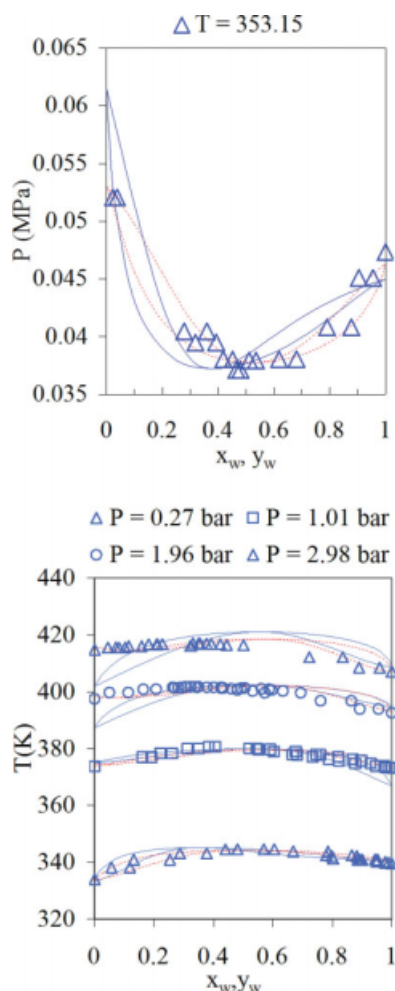 △ T = 353.15
0.065
0.06
0.055
0.05
0.045
0.04
0.035
P (MPa)
0 0.2 0.4 0.6 0.8 1
xw, yw
△ P = 0.27 bar □ P = 1.01 bar
○ P = 1.96 bar △ P = 2.98 bar
440
420
400
380
360
340
320
T(K)
0 0.2 0.4 0.6 0.8 1
xw,yw